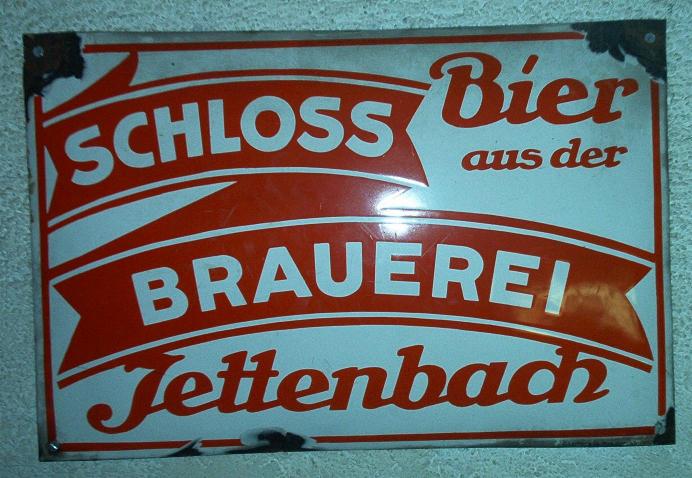 Bier
aus der
SCHLOSS
BRAUEREI
Jettenbach